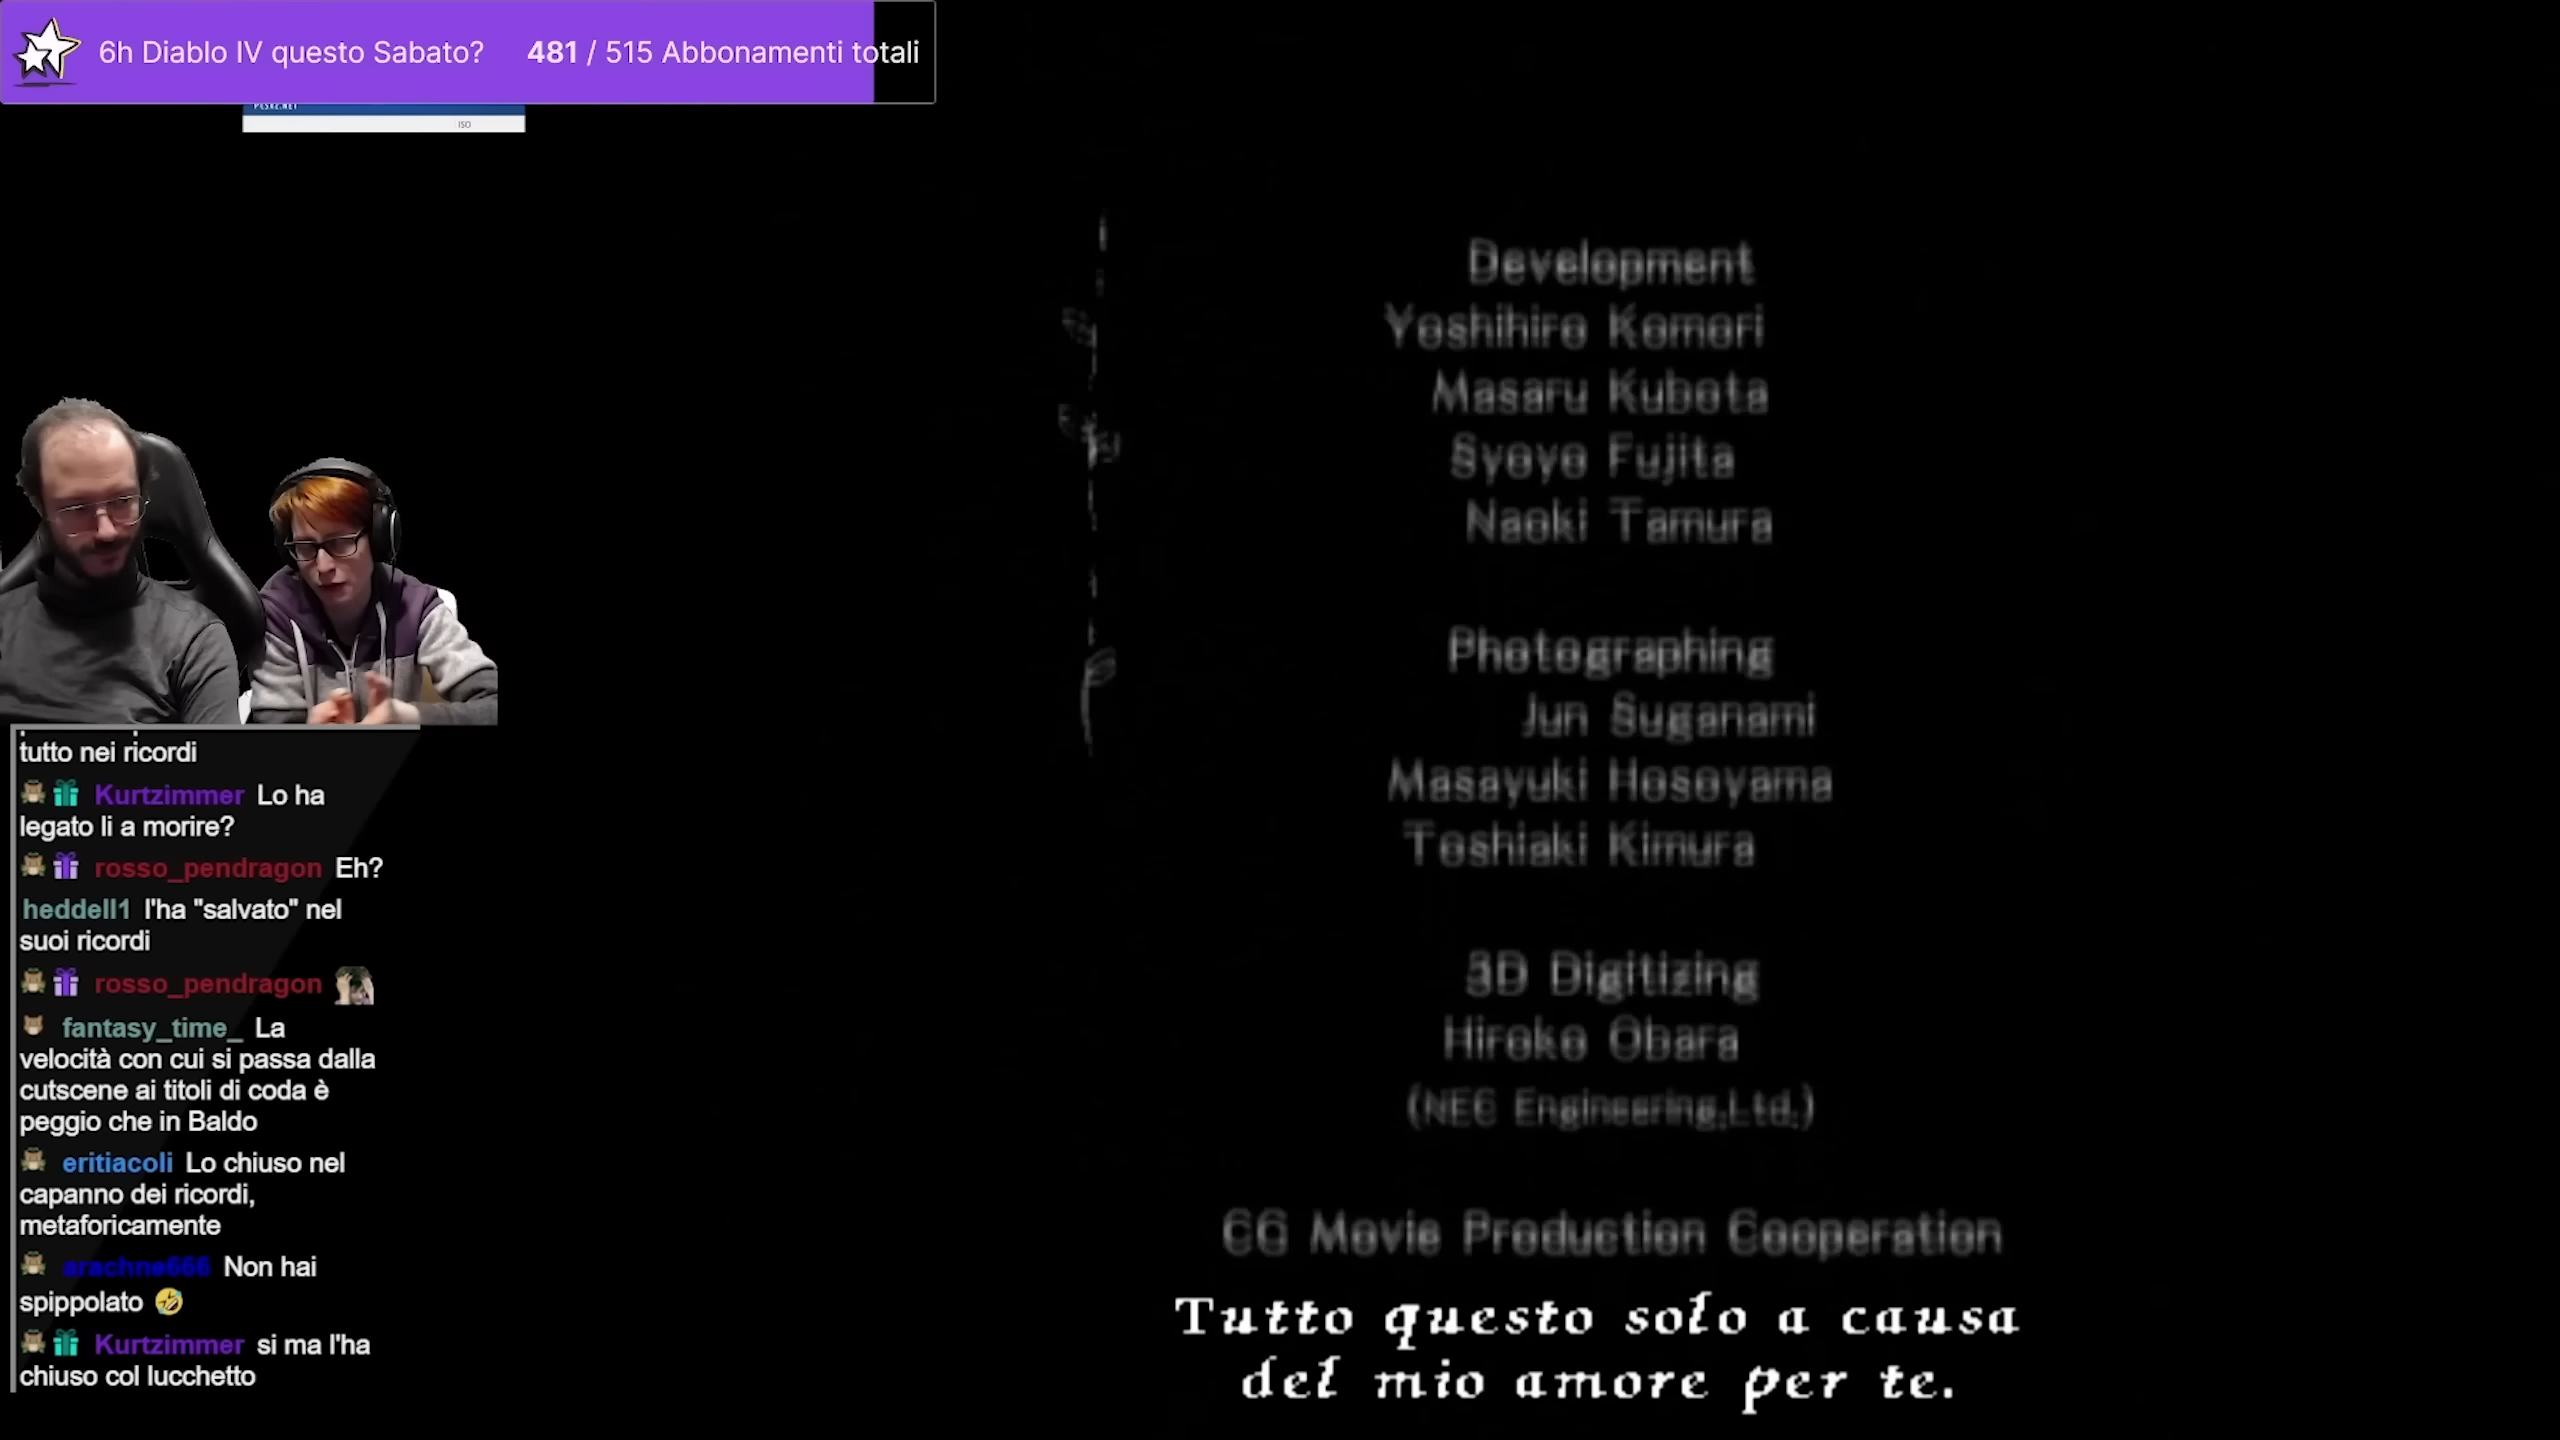 6h Diablo IV questo Sabato? 481 / 515 Abbonamenti totali
ISO
Development
Yoshihiro Komori
Masaru Kubota
Syoyo Fujita
Naoki Tamura
Photographing
Jun Suganami
Masayuki Hosoyama
Toshiaki Kimura
3D Digitizing
Hiroko Obara
(NEC Engineering,Ltd.)
CG Movie Production Cooperation
Tutto questo solo a causa
del mio amore per te.
tutto nei ricordi
Kurtzimmer Lo ha
legato li a morire?
rosso_pendragon Eh?
heddell1 l'ha "salvato" nel
suoi ricordi
rosso_pendragon
fantasy_time_ La
velocità con cui si passa dalla
cutscene ai titoli di coda è
peggio che in Baldo
eritiacoli Lo chiuso nel
capanno dei ricordi,
metaforicamente
arachne666 Non hai
spippolato 🤣
Kurtzimmer si ma l'ha
chiuso col lucchetto